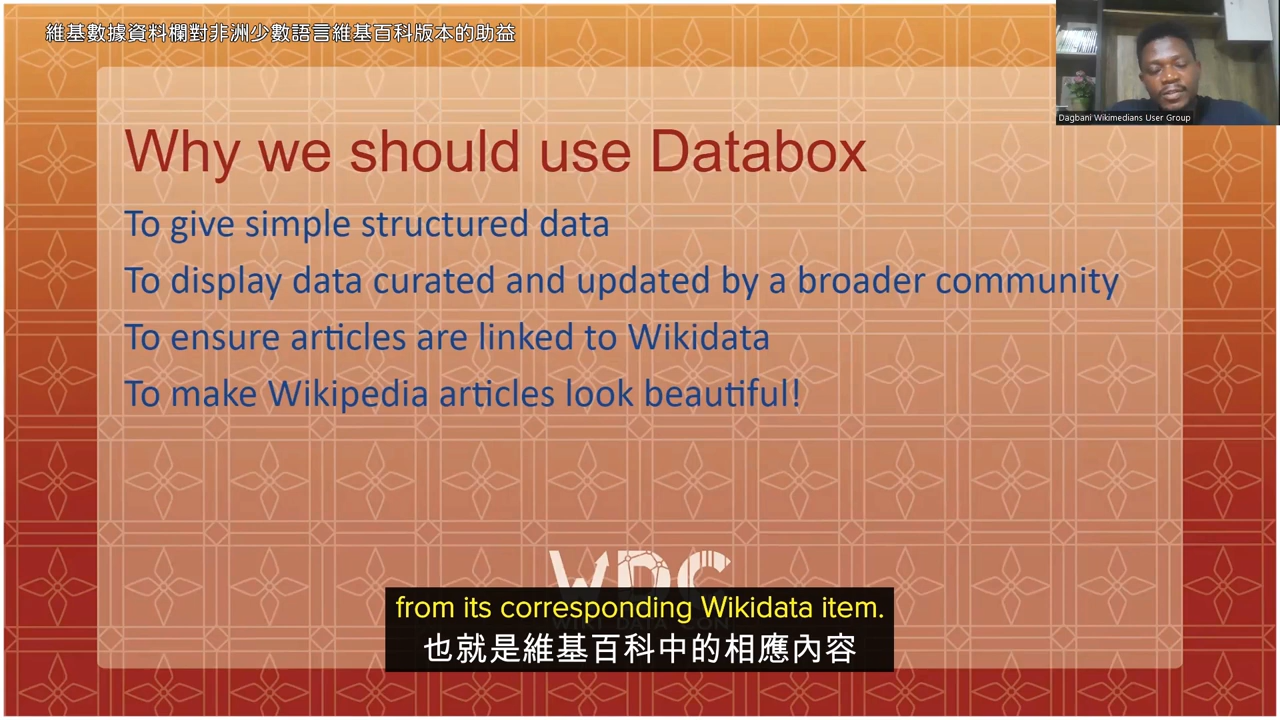 維基數據資料欄對非洲少數語言維基百科版本的助益
Dagbani Wikimedians User Group
Why we should use Databox
To give simple structured data
To display data curated and updated by a broader community
To ensure articles are linked to Wikidata
To make Wikipedia articles look beautiful!
WDC
from its corresponding Wikidata item.
也就是維基百科中的相應內容